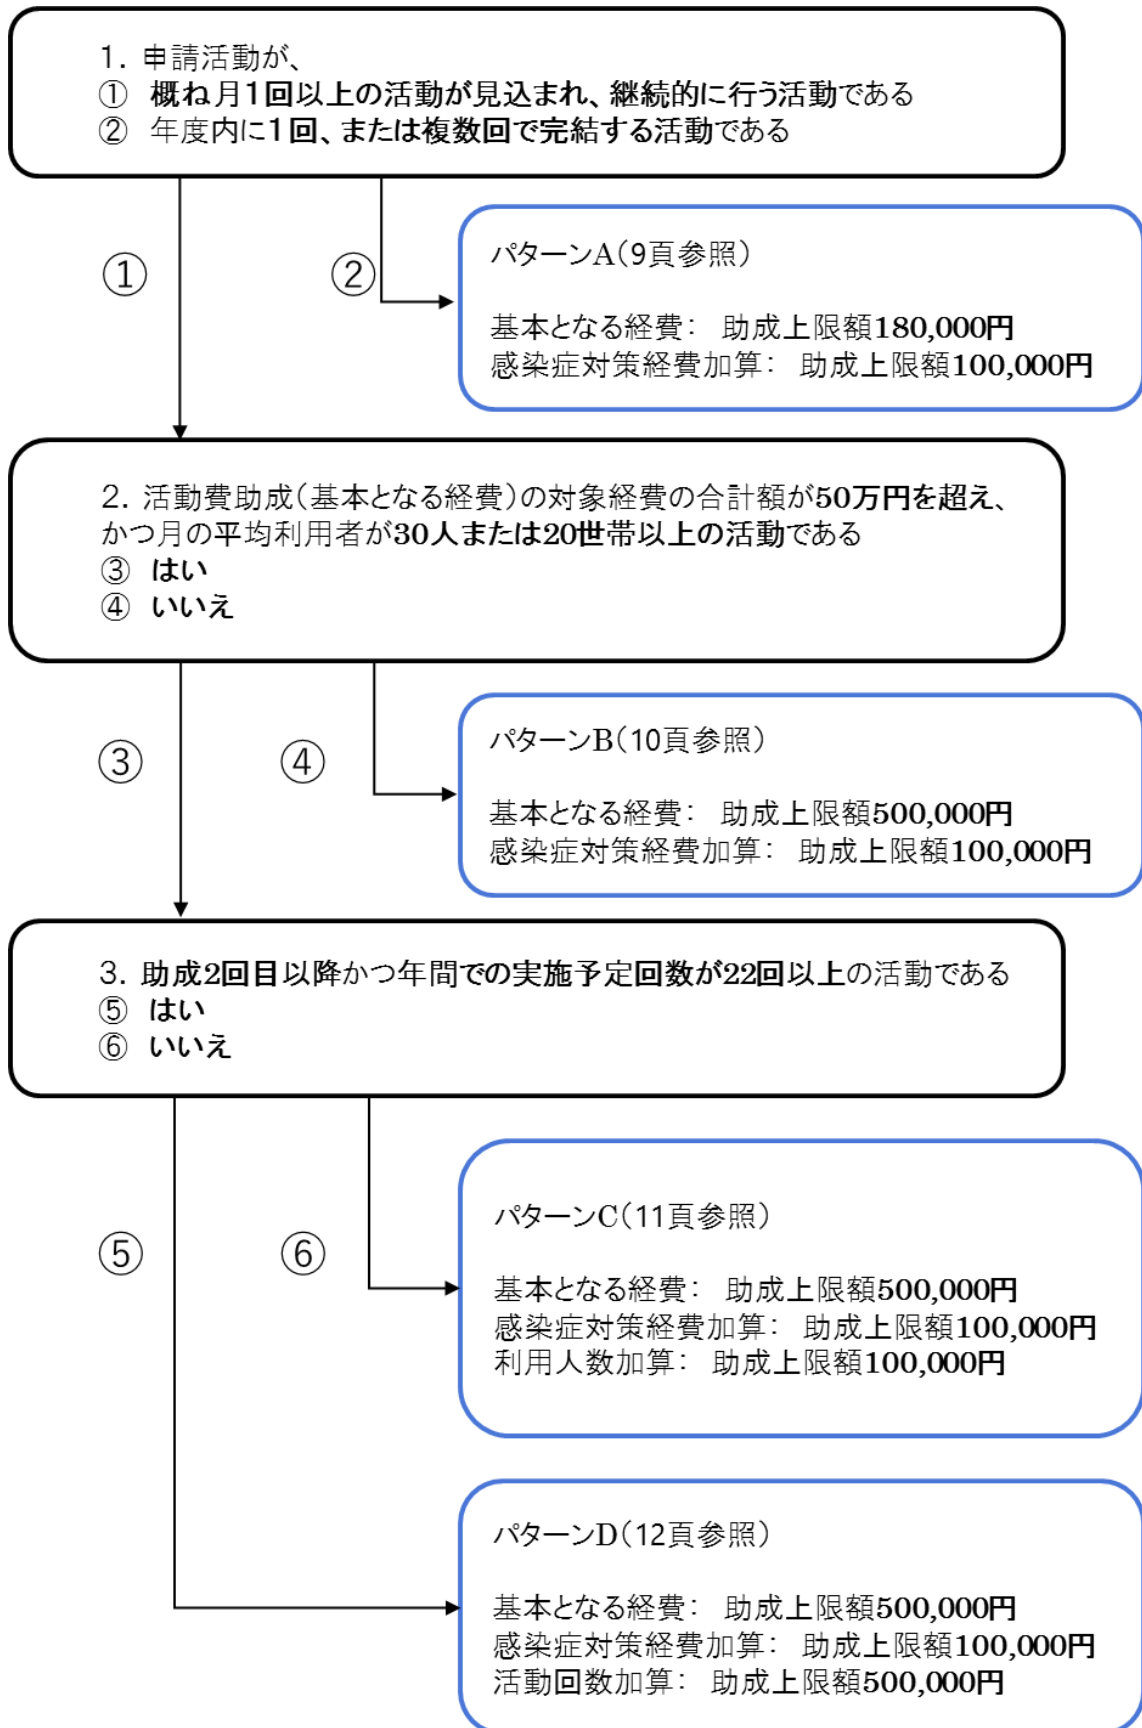 1. 申請活動が、
① 概ね月1回以上の活動が見込まれ、継続的に行う活動である
② 年度内に1回、または複数回で完結する活動である
①
②
パターンA(9頁参照)
基本となる経費: 助成上限額180,000円
感染症対策経費加算: 助成上限額100,000円
2. 活動費助成(基本となる経費)の対象経費の合計額が50万円を超え、
かつ月の平均利用者が30人または20世帯以上の活動である
③ はい
④ いいえ
③
④
パターンB(10頁参照)
基本となる経費: 助成上限額500,000円
感染症対策経費加算: 助成上限額100,000円
3. 助成2回目以降かつ年間での実施予定回数が22回以上の活動である
⑤ はい
⑥ いいえ
⑤
⑥
パターンC(11頁参照)
基本となる経費: 助成上限額500,000円
感染症対策経費加算: 助成上限額100,000円
利用人数加算: 助成上限額100,000円
パターンD(12頁参照)
基本となる経費: 助成上限額500,000円
感染症対策経費加算: 助成上限額100,000円
活動回数加算: 助成上限額500,000円